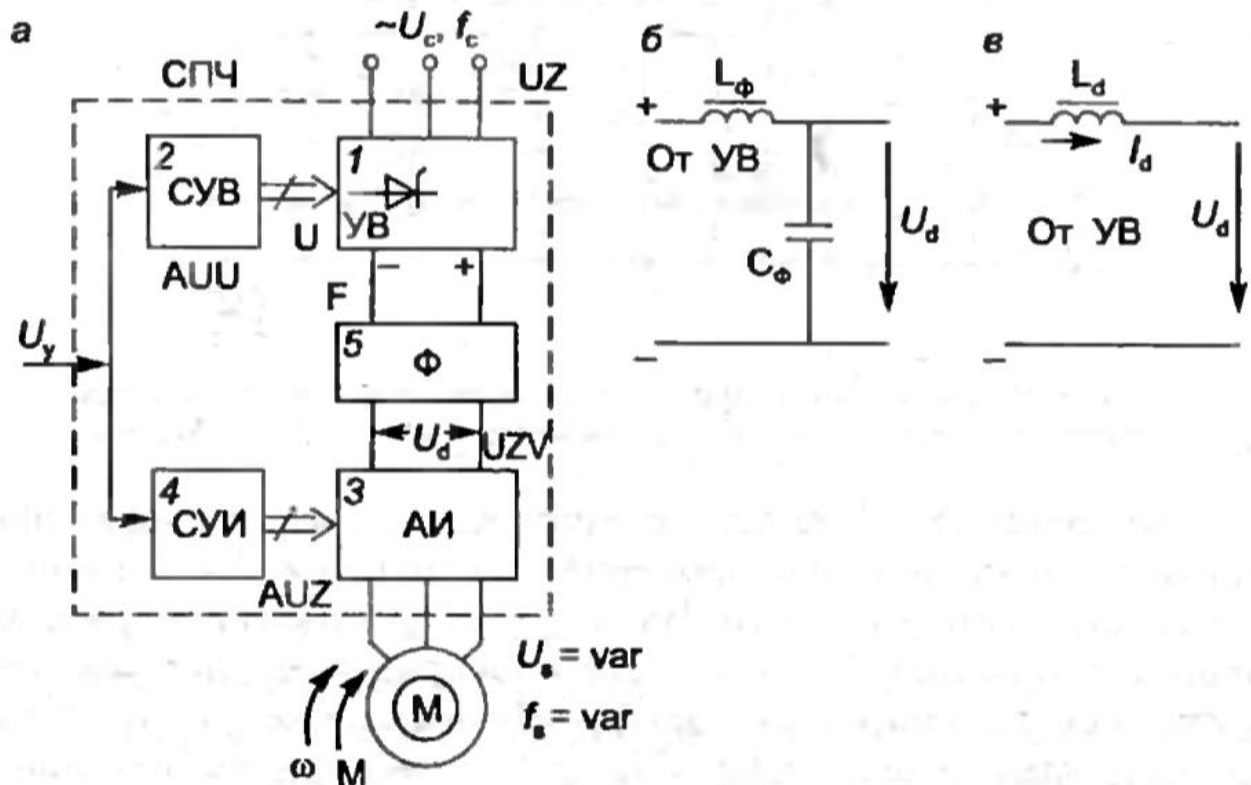 а
~U_c, f_c
СПЧ
UZ
2
СУВ
AUU
U
1
УВ
− +
F
5
Ф
U_d
UZV
U_y
4
СУИ
AUZ
3
АИ
U_s = var
f_s = var
M
ω
M
б
L_Ф
+
От УВ
C_Ф
U_d
−
в
L_d
+
I_d
От УВ
U_d
−